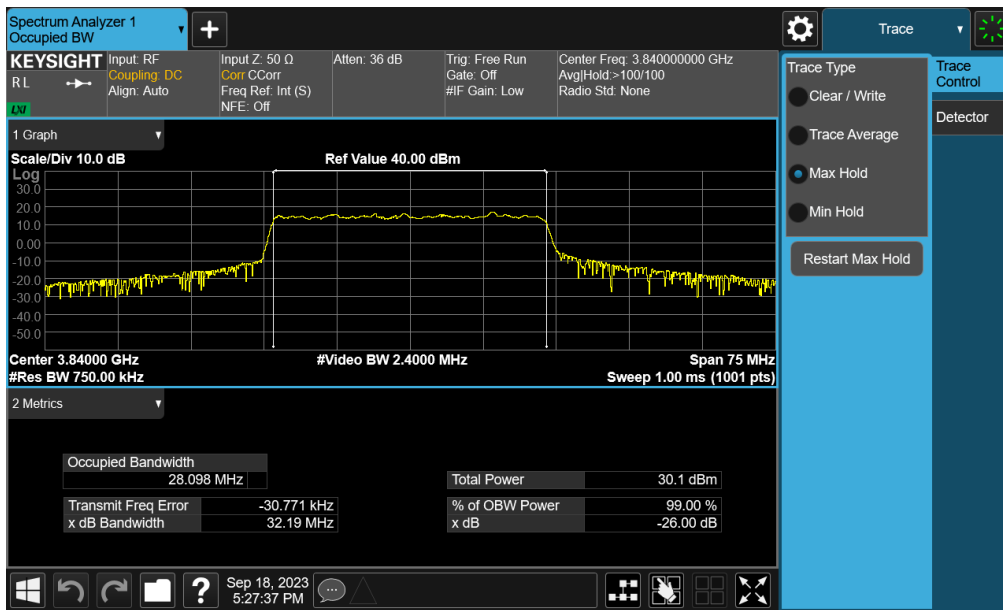 Spectrum Analyzer 1
Occupied BW
Trace
KEYSIGHT
R L
LXI
Input: RF
Coupling: DC
Align: Auto
Input Z: 50 Ω
Corr CCorr
Freq Ref: Int (S)
NFE: Off
Atten: 36 dB
Trig: Free Run
Gate: Off
#IF Gain: Low
Center Freq: 3.840000000 GHz
Avg|Hold:>100/100
Radio Std: None
Trace Type
Clear / Write
Trace Average
Max Hold
Min Hold
Restart Max Hold
Trace
Control
Detector
1 Graph
Scale/Div 10.0 dB
Ref Value 40.00 dBm
Log
30.0
20.0
10.0
0.00
-10.0
-20.0
-30.0
-40.0
-50.0
Center 3.84000 GHz
#Video BW 2.4000 MHz
Span 75 MHz
#Res BW 750.00 kHz
Sweep 1.00 ms (1001 pts)
2 Metrics
Occupied Bandwidth
28.098 MHz
Total Power 30.1 dBm
Transmit Freq Error -30.771 kHz
% of OBW Power 99.00 %
x dB Bandwidth 32.19 MHz
x dB -26.00 dB
?
Sep 18, 2023
5:27:37 PM